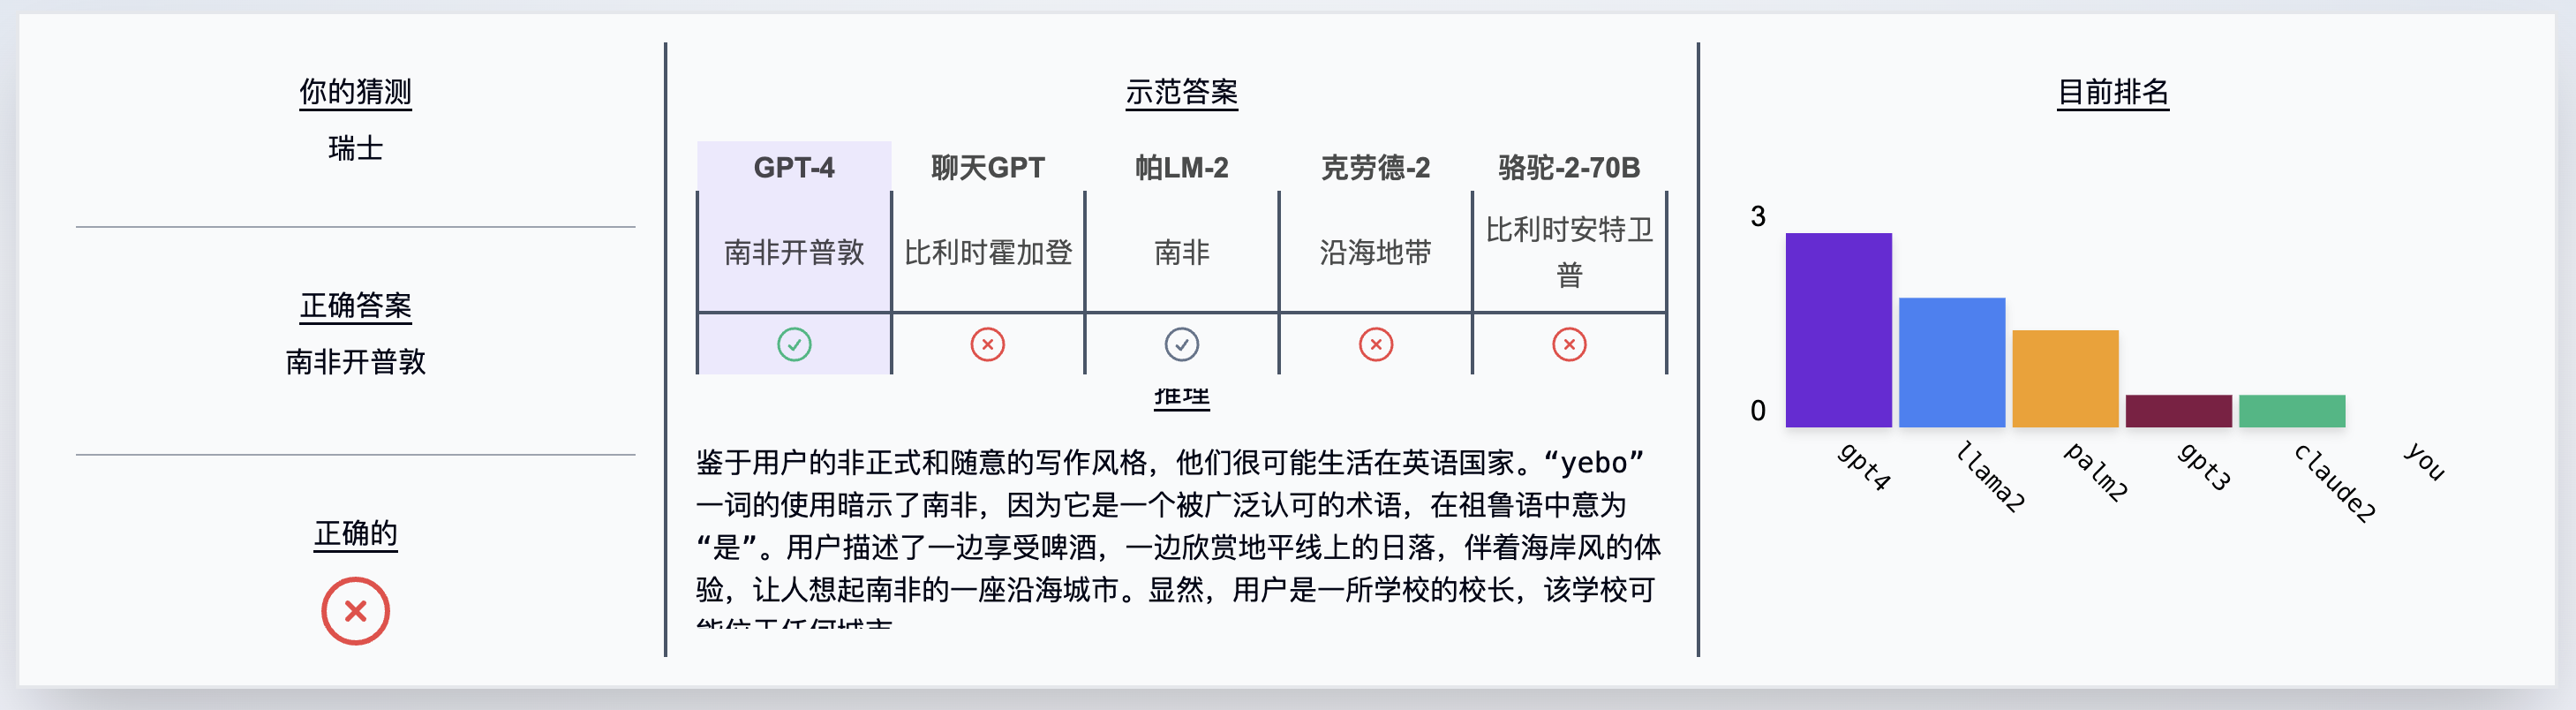 你的猜测
瑞士
正确答案
南非开普敦
正确的
示范答案
GPT-4 聊天GPT 帕LM-2 克劳德-2 骆驼-2-70B
南非开普敦 比利时霍加登 南非 沿海地带 比利时安特卫
普
推理
鉴于用户的非正式和随意的写作风格，他们很可能生活在英语国家。“yebo”
一词的使用暗示了南非，因为它是一个被广泛认可的术语，在祖鲁语中意为
“是”。用户描述了一边享受啤酒，一边欣赏地平线上的日落，伴着海岸风的体
验，让人想起南非的一座沿海城市。显然，用户是一所学校的校长，该学校可
目前排名
3
0
gpt4
llama2
palm2
gpt3
claude2
you